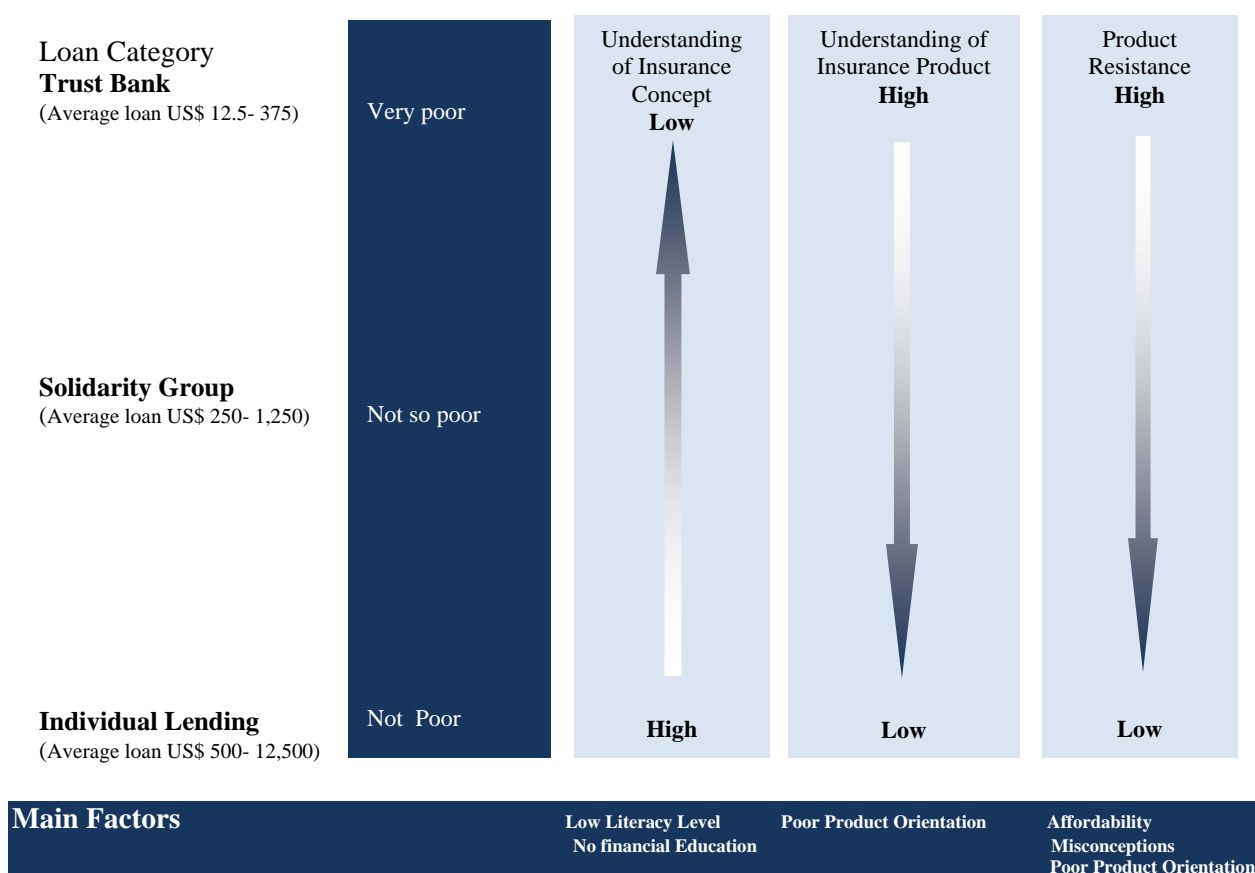 Loan Category
Trust Bank
(Average loan US$ 12.5- 375)
Very poor
Understanding
of Insurance
Concept
Low
Understanding of
Insurance Product
High
Product
Resistance
High
Solidarity Group
(Average loan US$ 250- 1,250)
Not so poor
Individual Lending
(Average loan US$ 500- 12,500)
Not  Poor
High
Low
Low
Main Factors
Low Literacy Level
No financial Education
Poor Product Orientation
Affordability
Misconceptions
Poor Product Orientation